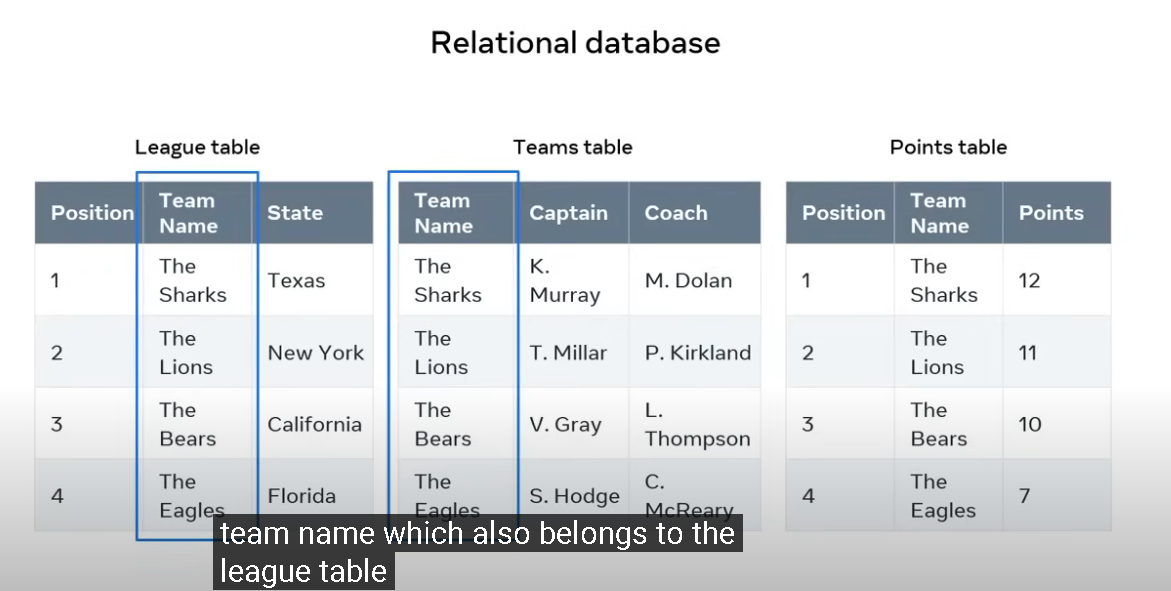 Relational database
League table
Position Team Name State
1 The Sharks Texas
2 The Lions New York
3 The Bears California
4 The Eagles Florida
Teams table
Team Name Captain Coach
The Sharks K. Murray M. Dolan
The Lions T. Millar P. Kirkland
The Bears V. Gray L. Thompson
The Eagles S. Hodge C. McReary
Points table
Position Team Name Points
1 The Sharks 12
2 The Lions 11
3 The Bears 10
4 The Eagles 7
team name which also belongs to the
league table